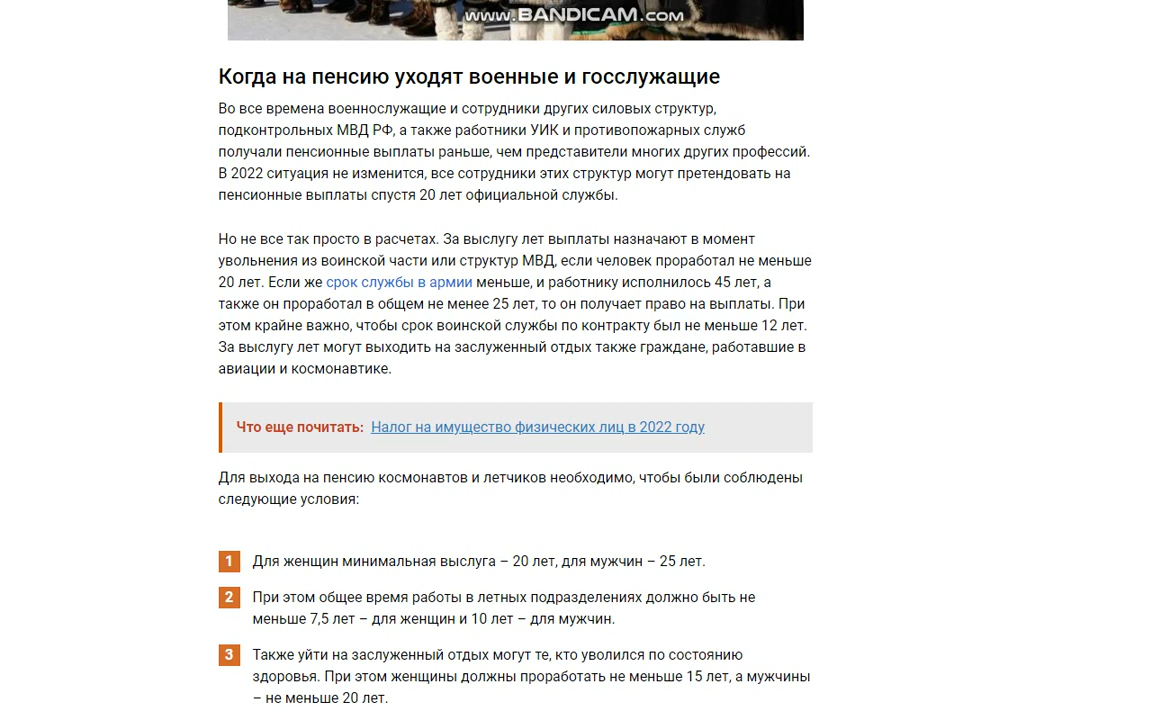 www.BANDICAM.com
Когда на пенсию уходят военные и госслужащие
Во все времена военнослужащие и сотрудники других силовых структур,
подконтрольных МВД РФ, а также работники УИК и противопожарных служб
получали пенсионные выплаты раньше, чем представители многих других профессий.
В 2022 ситуация не изменится, все сотрудники этих структур могут претендовать на
пенсионные выплаты спустя 20 лет официальной службы.
Но не все так просто в расчетах. За выслугу лет выплаты назначают в момент
увольнения из воинской части или структур МВД, если человек проработал не меньше
20 лет. Если же срок службы в армии меньше, и работнику исполнилось 45 лет, а
также он проработал в общем не менее 25 лет, то он получает право на выплаты. При
этом крайне важно, чтобы срок воинской службы по контракту был не меньше 12 лет.
За выслугу лет могут выходить на заслуженный отдых также граждане, работавшие в
авиации и космонавтике.
Что еще почитать: Налог на имущество физических лиц в 2022 году
Для выхода на пенсию космонавтов и летчиков необходимо, чтобы были соблюдены
следующие условия:
1 Для женщин минимальная выслуга – 20 лет, для мужчин – 25 лет.
2 При этом общее время работы в летных подразделениях должно быть не
меньше 7,5 лет – для женщин и 10 лет – для мужчин.
3 Также уйти на заслуженный отдых могут те, кто уволился по состоянию
здоровья. При этом женщины должны проработать не меньше 15 лет, а мужчины
– не меньше 20 лет.